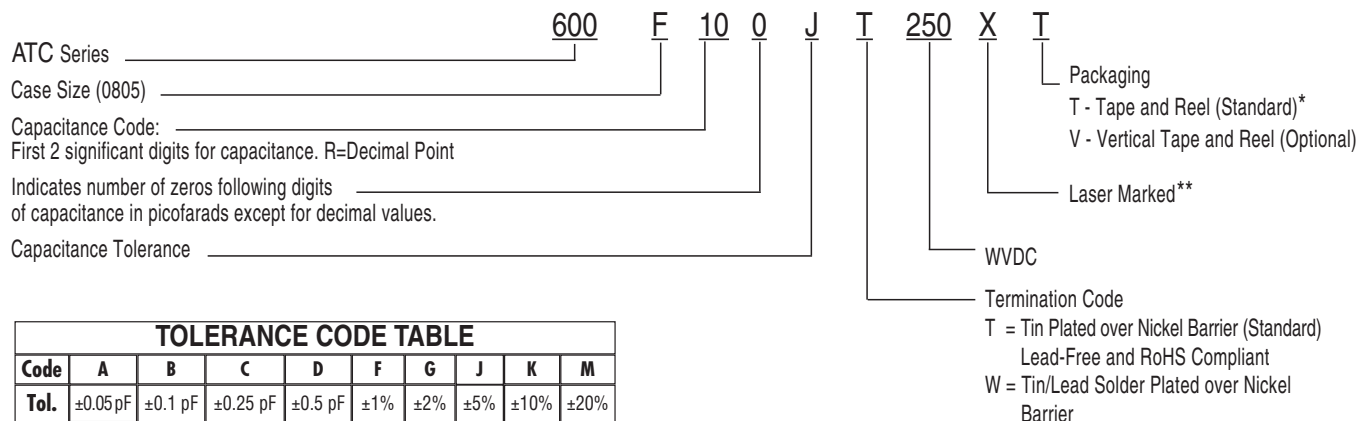 600 F 10 0 J T 250 X T
ATC Series
Case Size (0805)
Capacitance Code:
First 2 significant digits for capacitance. R=Decimal Point
Indicates number of zeros following digits
of capacitance in picofarads except for decimal values.
Capacitance Tolerance
Packaging
T - Tape and Reel (Standard)*
V - Vertical Tape and Reel (Optional)
Laser Marked**
WVDC
Termination Code
T = Tin Plated over Nickel Barrier (Standard)
Lead-Free and RoHS Compliant
W = Tin/Lead Solder Plated over Nickel
Barrier
TOLERANCE CODE TABLE
Code A B C D F G J K M
Tol. ±0.05 pF ±0.1 pF ±0.25 pF ±0.5 pF ±1% ±2% ±5% ±10% ±20%